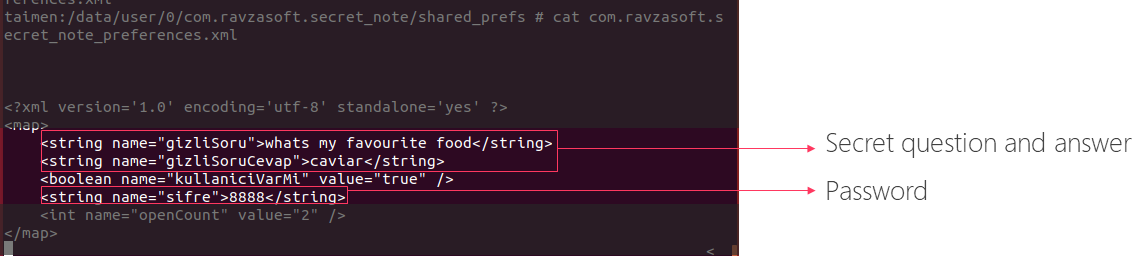 ferences.xml
taimen:/data/user/0/com.ravzasoft.secret_note/shared_prefs # cat com.ravzasoft.s
ecret_note_preferences.xml
<?xml version='1.0' encoding='utf-8' standalone='yes' ?>
<map>
<string name="gizliSoru">whats my favourite food</string>
<string name="gizliSoruCevap">caviar</string>
<boolean name="kullaniciVarMi" value="true" />
<string name="sifre">8888</string>
<int name="openCount" value="2" />
</map>
<
Secret question and answer
Password